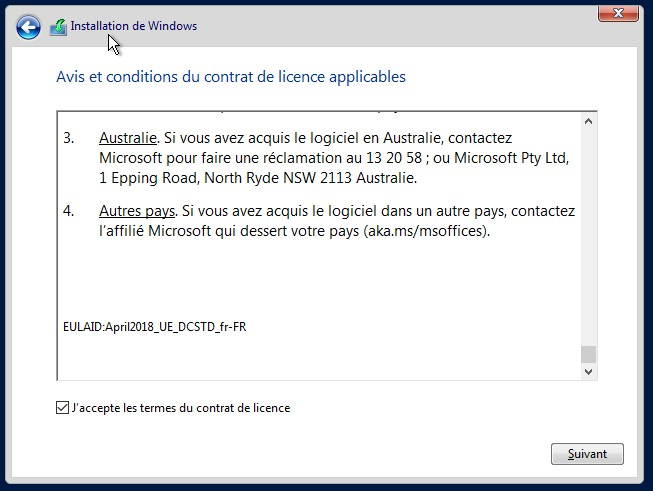 Installation de Windows
Avis et conditions du contrat de licence applicables
3. Australie. Si vous avez acquis le logiciel en Australie, contactez
Microsoft pour faire une réclamation au 13 20 58 ; ou Microsoft Pty Ltd,
1 Epping Road, North Ryde NSW 2113 Australie.
4. Autres pays. Si vous avez acquis le logiciel dans un autre pays, contactez
l'affilié Microsoft qui dessert votre pays (aka.ms/msoffices).
EULAID:April2018_UE_DCSTD_fr-FR
J'accepte les termes du contrat de licence
Suivant